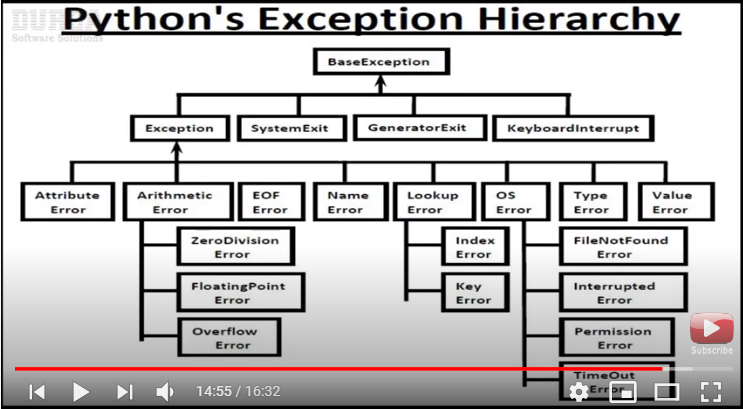 Python's Exception Hierarchy
Software Solutions
BaseException
Exception
SystemExit
GeneratorExit
KeyboardInterrupt
Attribute
Error
Arithmetic
Error
EOF
Error
Name
Error
Lookup
Error
OS
Error
Type
Error
Value
Error
ZeroDivision
Error
FloatingPoint
Error
Overflow
Error
Index
Error
Key
Error
FileNotFound
Error
Interrupted
Error
Permission
Error
TimeOut
Error
Subscribe
14:55 / 16:32